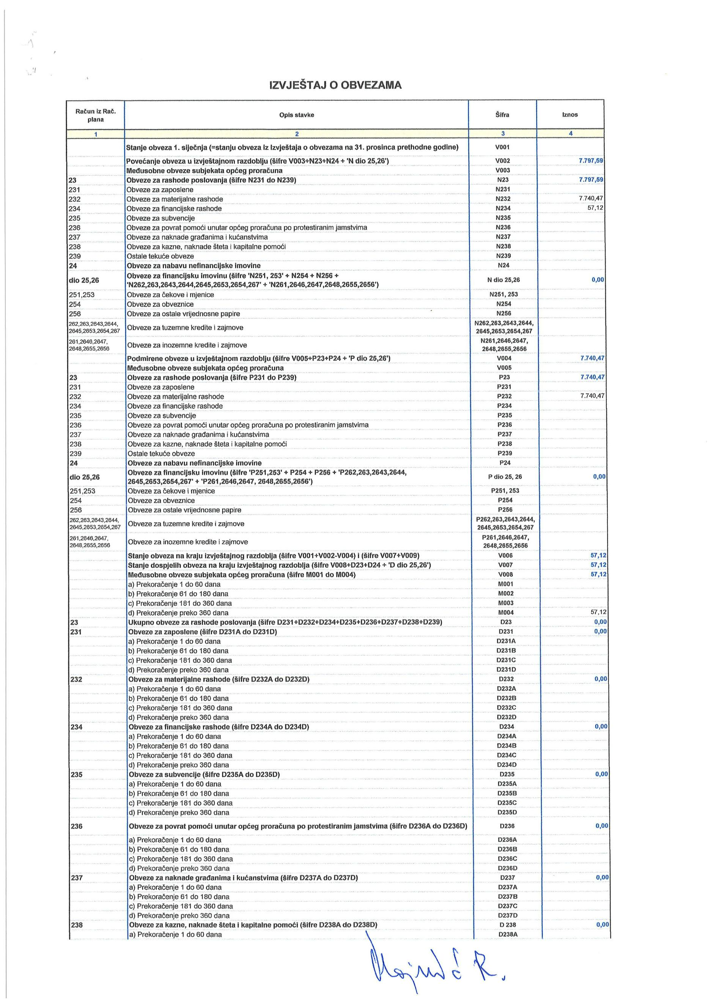 IZVJEŠTAJ O OBVEZAMA
Račun iz Rač. plana Opis stavke Šifra Iznos
1 2 3 4
Stanje obveza 1. siječnja (=stanju obveza iz Izvještaja o obvezama na 31. prosinca prethodne godine) V001
Povećanje obveza u izvještajnom razdoblju (šifre V003+N23+N24 + 'N dio 25,26') V002 7.797,59
Međusobne obveze subjekata općeg proračuna V003
23 Obveze za rashode poslovanja (šifre N231 do N239) N23 7.797,59
231 Obveze za zaposlene N231
232 Obveze za materijalne rashode N232 7.740,47
234 Obveze za financijske rashode N234 57,12
235 Obveze za subvencije N235
236 Obveze za povrat pomoći unutar općeg proračuna po protestiranim jamstvima N236
237 Obveze za naknade građanima i kućanstvima N237
238 Obveze za kazne, naknade šteta i kapitalne pomoći N238
239 Ostale tekuće obveze N239
24 Obveze za nabavu nefinancijske imovine N24
dio 25,26 Obveze za financijsku imovinu (šifre 'N251, 253' + N254 + N256 +
'N262,263,2643,2644,2645,2653,2654,267' + 'N261,2646,2647,2648,2655,2656') N dio 25,26 0,00
251,253 Obveze za čekove i mjenice N251, 253
254 Obveze za obveznice N254
256 Obveze za ostale vrijednosne papire N256
262,263,2643,2644, 2645,2653,2654,267 Obveze za tuzemne kredite i zajmove N262,263,2643,2644, 2645,2653,2654,267
261,2646,2647, 2648,2655,2656 Obveze za inozemne kredite i zajmove N261,2646,2647, 2648,2655,2656
Podmirene obveze u izvještajnom razdoblju (šifre V005+P23+P24 + 'P dio 25,26') V004 7.740,47
Međusobne obveze subjekata općeg proračuna V005
23 Obveze za rashode poslovanja (šifre P231 do P239) P23 7.740,47
231 Obveze za zaposlene P231
232 Obveze za materijalne rashode P232 7.740,47
234 Obveze za financijske rashode P234
235 Obveze za subvencije P235
236 Obveze za povrat pomoći unutar općeg proračuna po protestiranim jamstvima P236
237 Obveze za naknade građanima i kućanstvima P237
238 Obveze za kazne, naknade šteta i kapitalne pomoći P238
239 Ostale tekuće obveze P239
24 Obveze za nabavu nefinancijske imovine P24
dio 25,26 Obveze za financijsku imovinu (šifre 'P251,253' + P254 + P256 + 'P262,263,2643,2644,
2645,2653,2654,267' + 'P261,2646,2647, 2648,2655,2656') P dio 25, 26 0,00
251,253 Obveze za čekove i mjenice P251, 253
254 Obveze za obveznice P254
256 Obveze za ostale vrijednosne papire P256
262,263,2643,2644, 2645,2653,2654,267 Obveze za tuzemne kredite i zajmove P262,263,2643,2644, 2645,2653,2654,267
261,2646,2647, 2648,2655,2656 Obveze za inozemne kredite i zajmove P261,2646,2647, 2648,2655,2656
Stanje obveza na kraju izvještajnog razdoblja (šifre V001+V002-V004) i (šifre V007+V009) V006 57,12
Stanje dospjelih obveza na kraju izvještajnog razdoblja (šifre V008+D23+D24 + 'D dio 25,26') V007 57,12
Međusobne obveze subjekata općeg proračuna (šifre M001 do M004) V008 57,12
a) Prekoračenje 1 do 60 dana M001
b) Prekoračenje 61 do 180 dana M002
c) Prekoračenje 181 do 360 dana M003
d) Prekoračenje preko 360 dana M004 57,12
23 Ukupno obveze za rashode poslovanja (šifre D231+D232+D234+D235+D236+D237+D238+D239) D23 0,00
231 Obveze za zaposlene (šifre D231A do D231D) D231 0,00
a) Prekoračenje 1 do 60 dana D231A
b) Prekoračenje 61 do 180 dana D231B
c) Prekoračenje 181 do 360 dana D231C
d) Prekoračenje preko 360 dana D231D
232 Obveze za materijalne rashode (šifre D232A do D232D) D232 0,00
a) Prekoračenje 1 do 60 dana D232A
b) Prekoračenje 61 do 180 dana D232B
c) Prekoračenje 181 do 360 dana D232C
d) Prekoračenje preko 360 dana D232D
234 Obveze za financijske rashode (šifre D234A do D234D) D234 0,00
a) Prekoračenje 1 do 60 dana D234A
b) Prekoračenje 61 do 180 dana D234B
c) Prekoračenje 181 do 360 dana D234C
d) Prekoračenje preko 360 dana D234D
235 Obveze za subvencije (šifre D235A do D235D) D235 0,00
a) Prekoračenje 1 do 60 dana D235A
b) Prekoračenje 61 do 180 dana D235B
c) Prekoračenje 181 do 360 dana D235C
d) Prekoračenje preko 360 dana D235D
236 Obveze za povrat pomoći unutar općeg proračuna po protestiranim jamstvima (šifre D236A do D236D) D236 0,00
a) Prekoračenje 1 do 60 dana D236A
b) Prekoračenje 61 do 180 dana D236B
c) Prekoračenje 181 do 360 dana D236C
d) Prekoračenje preko 360 dana D236D
237 Obveze za naknade građanima i kućanstvima (šifre D237A do D237D) D237 0,00
a) Prekoračenje 1 do 60 dana D237A
b) Prekoračenje 61 do 180 dana D237B
c) Prekoračenje 181 do 360 dana D237C
d) Prekoračenje preko 360 dana D237D
238 Obveze za kazne, naknade šteta i kapitalne pomoći (šifre D238A do D238D) D 238 0,00
a) Prekoračenje 1 do 60 dana D238A